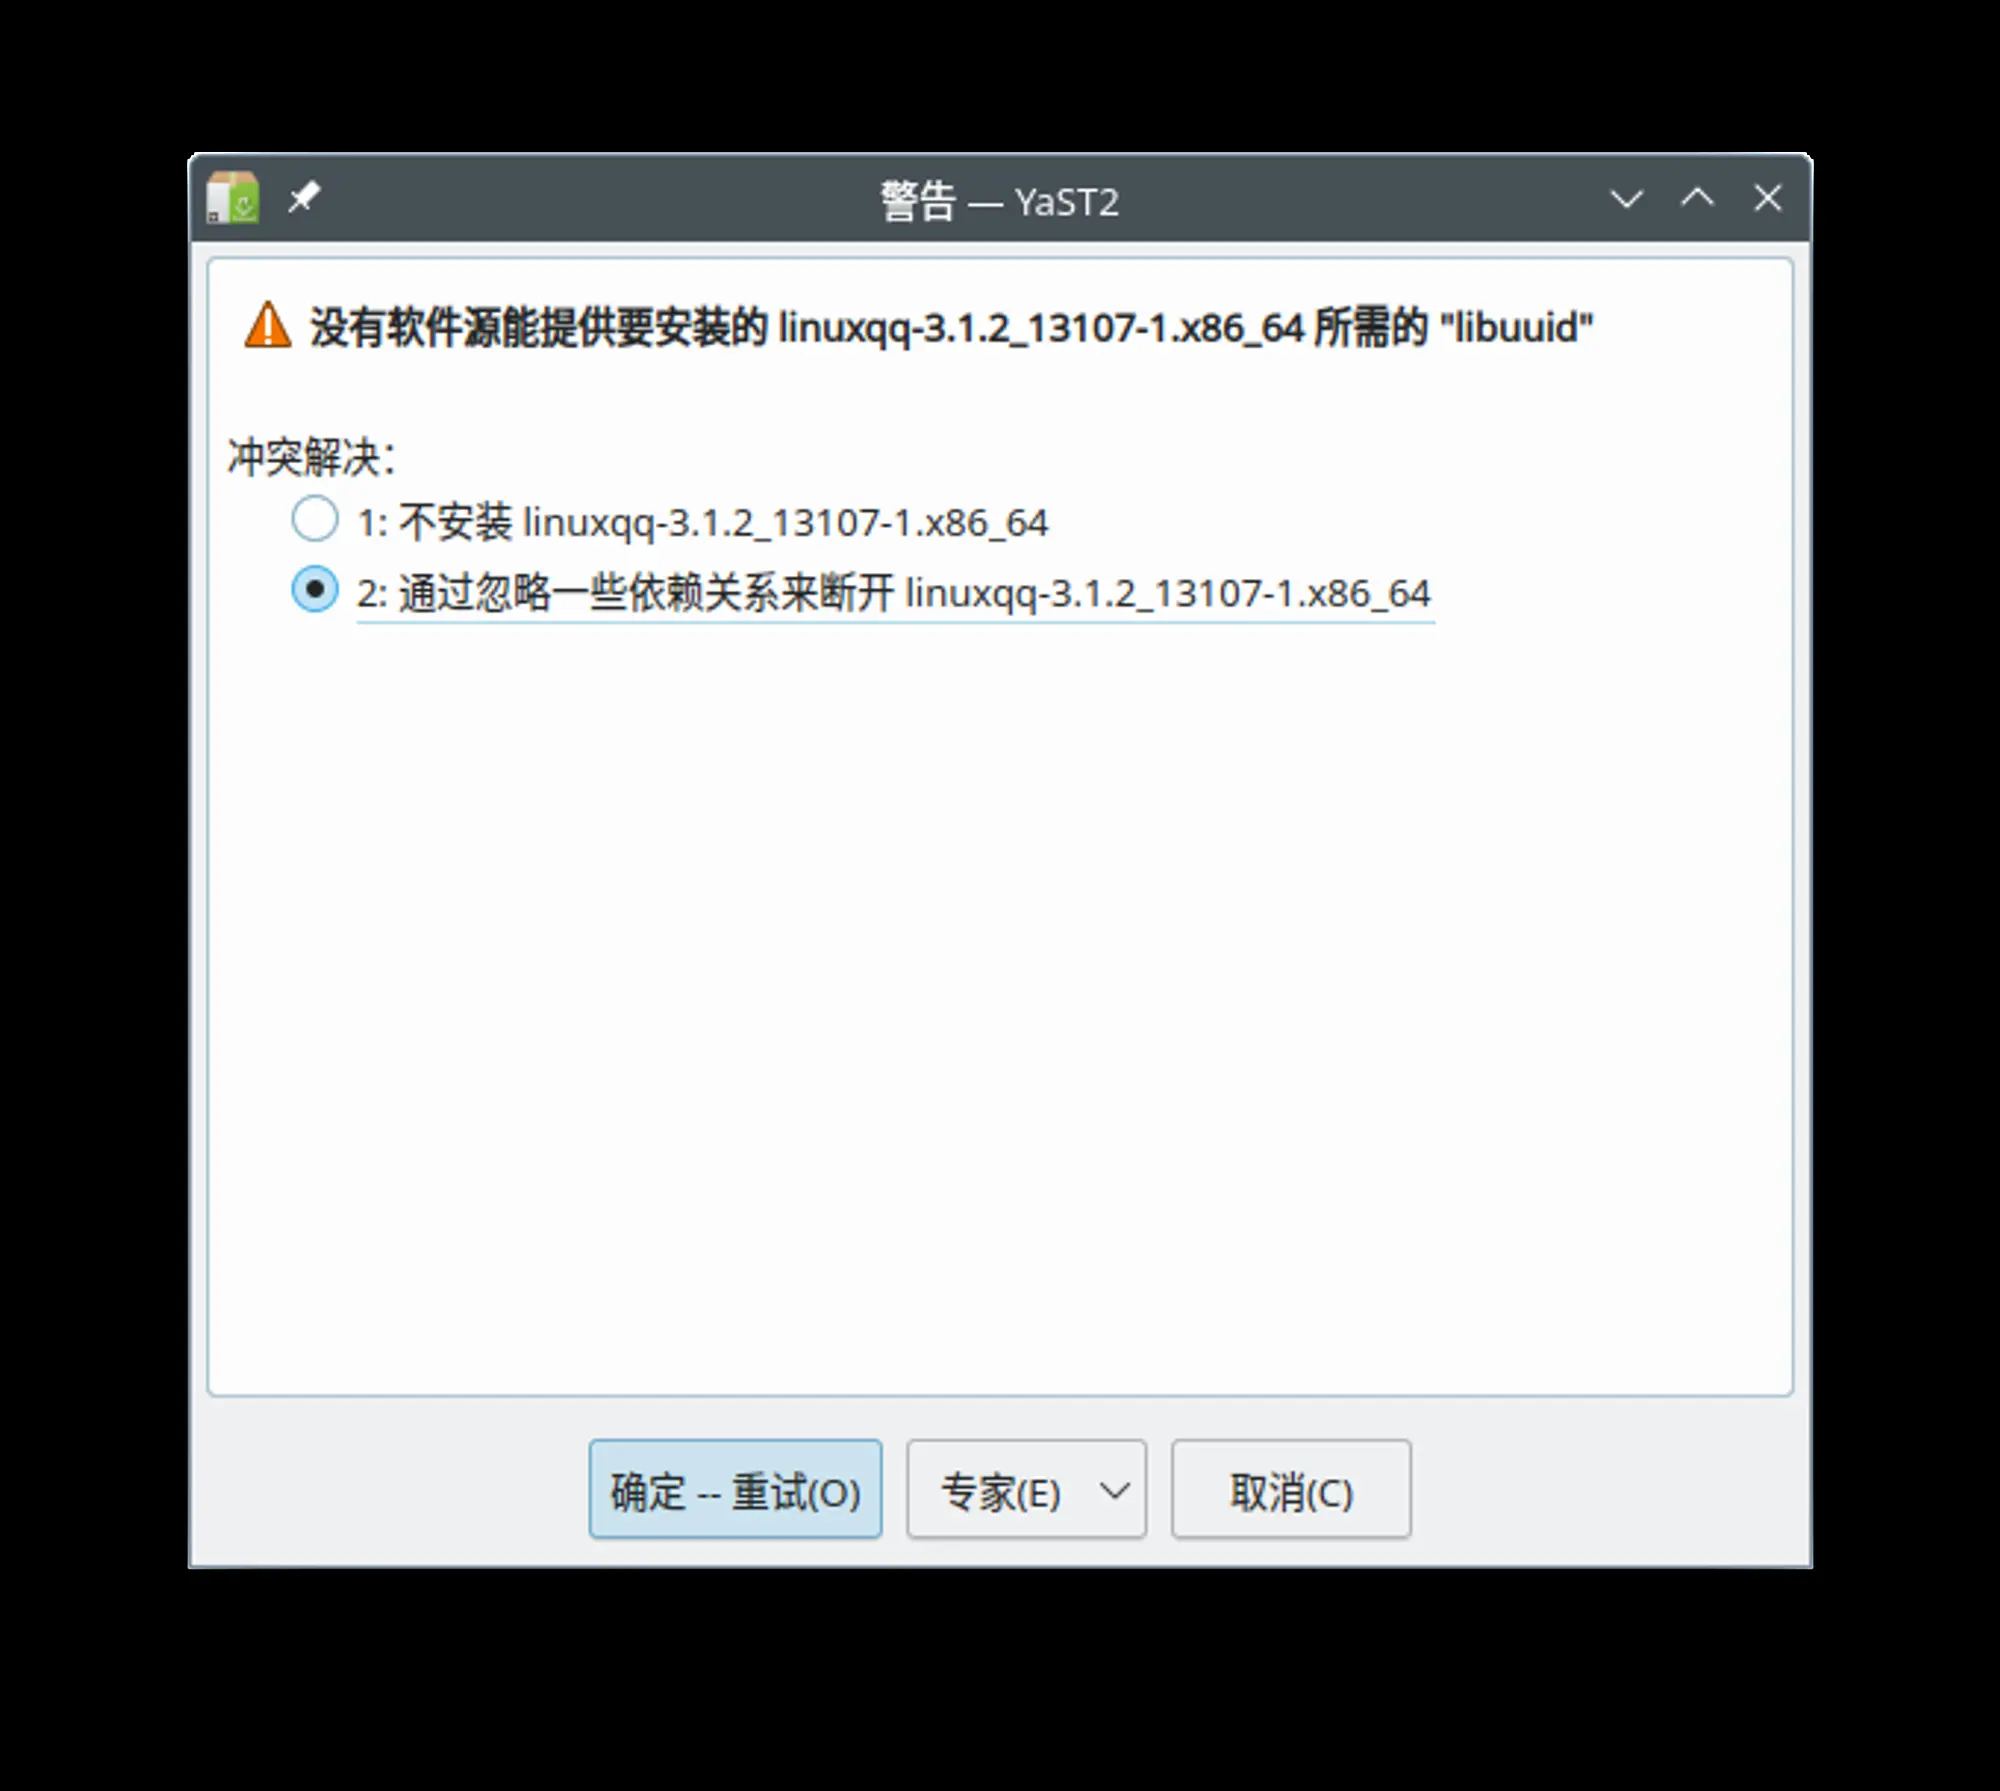 警告 — YaST2
没有软件源能提供要安装的 linuxqq-3.1.2_13107-1.x86_64 所需的 "libuuid"
冲突解决：
1: 不安装 linuxqq-3.1.2_13107-1.x86_64
2: 通过忽略一些依赖关系来断开 linuxqq-3.1.2_13107-1.x86_64
确定 -- 重试(O) 专家(E) 取消(C)